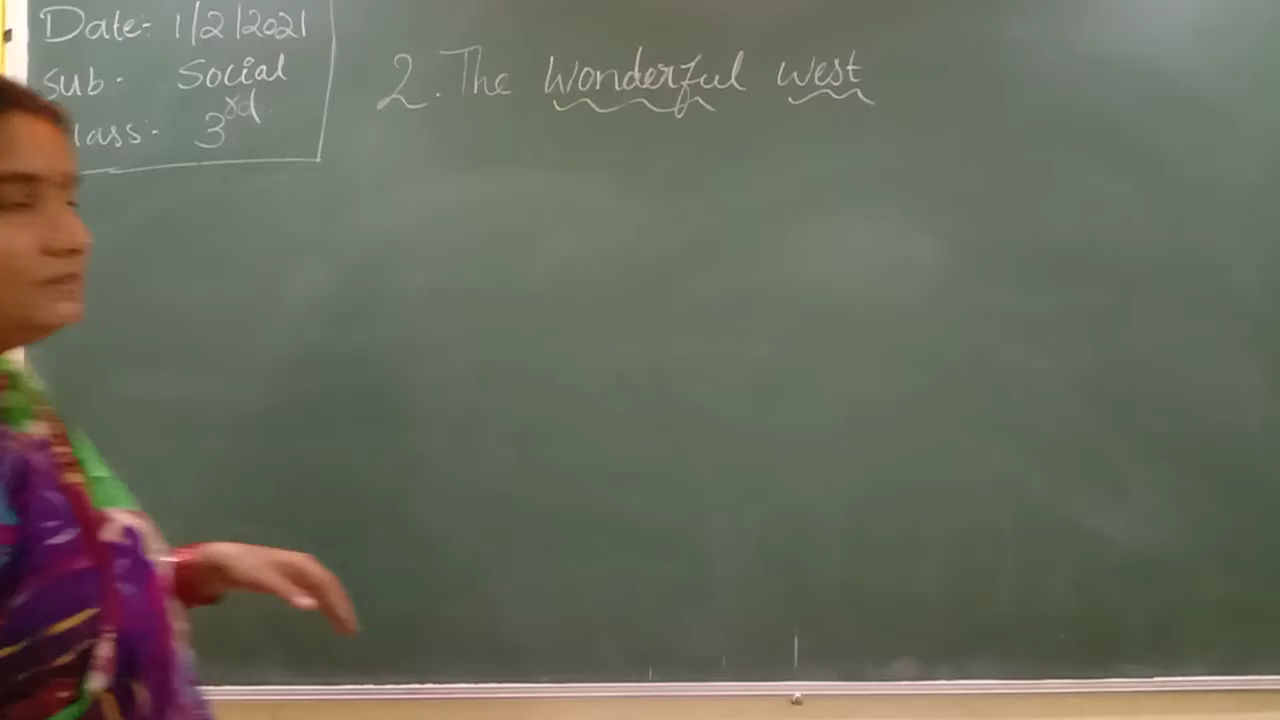 Date:- 1/2/2021
Sub- Social
lass:- 3rd
2. The Wonderful west